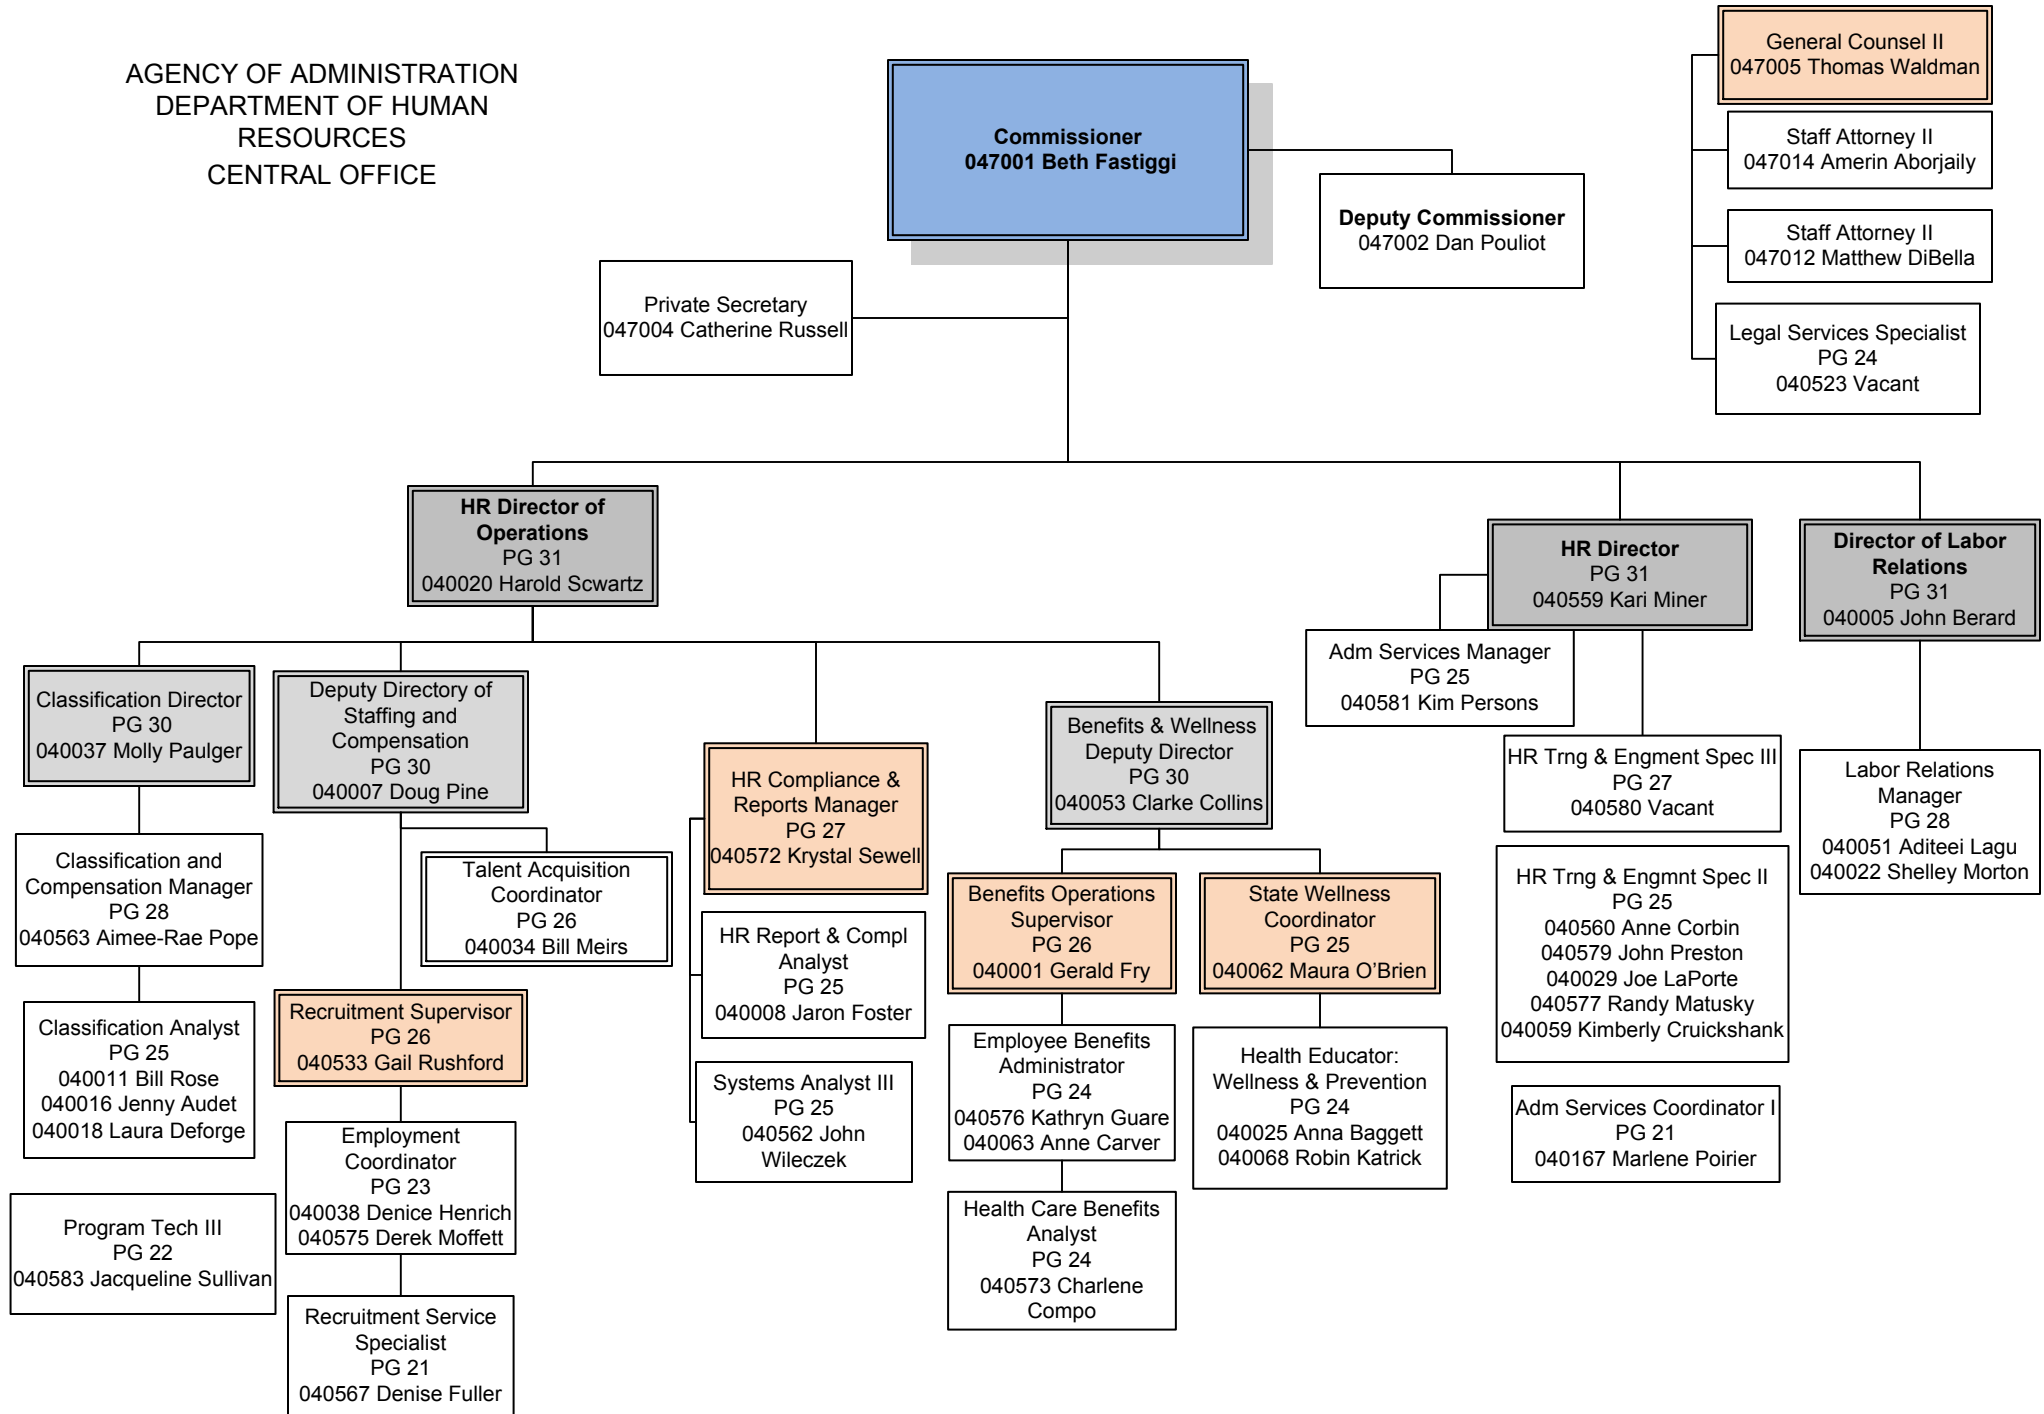 AGENCY OF ADMINISTRATION
DEPARTMENT OF HUMAN
RESOURCES
CENTRAL OFFICE
Commissioner
047001 Beth Fastiggi
Deputy Commissioner
047002 Dan Pouliot
Private Secretary
047004 Catherine Russell
General Counsel II
047005 Thomas Waldman
Staff Attorney II
047014 Amerin Aborjaily
Staff Attorney II
047012 Matthew DiBella
Legal Services Specialist
PG 24
040523 Vacant
HR Director of
Operations
PG 31
040020 Harold Scwartz
HR Director
PG 31
040559 Kari Miner
Director of Labor
Relations
PG 31
040005 John Berard
Classification Director
PG 30
040037 Molly Paulger
Deputy Directory of
Staffing and
Compensation
PG 30
040007 Doug Pine
HR Compliance &
Reports Manager
PG 27
040572 Krystal Sewell
Benefits & Wellness
Deputy Director
PG 30
040053 Clarke Collins
Adm Services Manager
PG 25
040581 Kim Persons
HR Trng & Engment Spec III
PG 27
040580 Vacant
Labor Relations
Manager
PG 28
040051 Aditeei Lagu
040022 Shelley Morton
Classification and
Compensation Manager
PG 28
040563 Aimee-Rae Pope
Talent Acquisition
Coordinator
PG 26
040034 Bill Meirs
HR Report & Compl
Analyst
PG 25
040008 Jaron Foster
Benefits Operations
Supervisor
PG 26
040001 Gerald Fry
State Wellness
Coordinator
PG 25
040062 Maura O’Brien
HR Trng & Engmnt Spec II
PG 25
040560 Anne Corbin
040579 John Preston
040029 Joe LaPorte
040577 Randy Matusky
040059 Kimberly Cruickshank
Classification Analyst
PG 25
040011 Bill Rose
040016 Jenny Audet
040018 Laura Deforge
Recruitment Supervisor
PG 26
040533 Gail Rushford
Systems Analyst III
PG 25
040562 John
Wileczek
Employee Benefits
Administrator
PG 24
040576 Kathryn Guare
040063 Anne Carver
Health Educator:
Wellness & Prevention
PG 24
040025 Anna Baggett
040068 Robin Katrick
Adm Services Coordinator I
PG 21
040167 Marlene Poirier
Program Tech III
PG 22
040583 Jacqueline Sullivan
Employment
Coordinator
PG 23
040038 Denice Henrich
040575 Derek Moffett
Health Care Benefits
Analyst
PG 24
040573 Charlene
Compo
Recruitment Service
Specialist
PG 21
040567 Denise Fuller